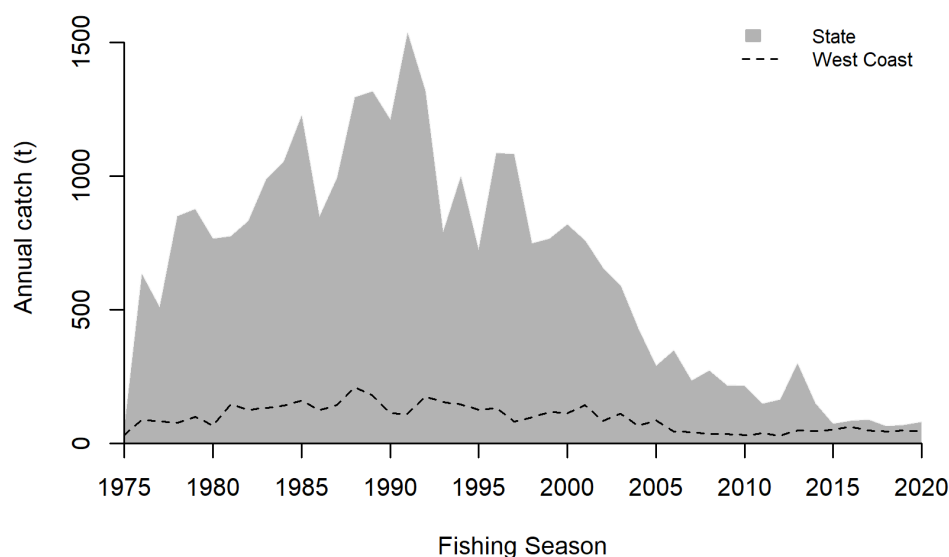 State
West Coast
Annual catch (t)
1500
1000
500
0
1975 1980 1985 1990 1995 2000 2005 2010 2015 2020
Fishing Season